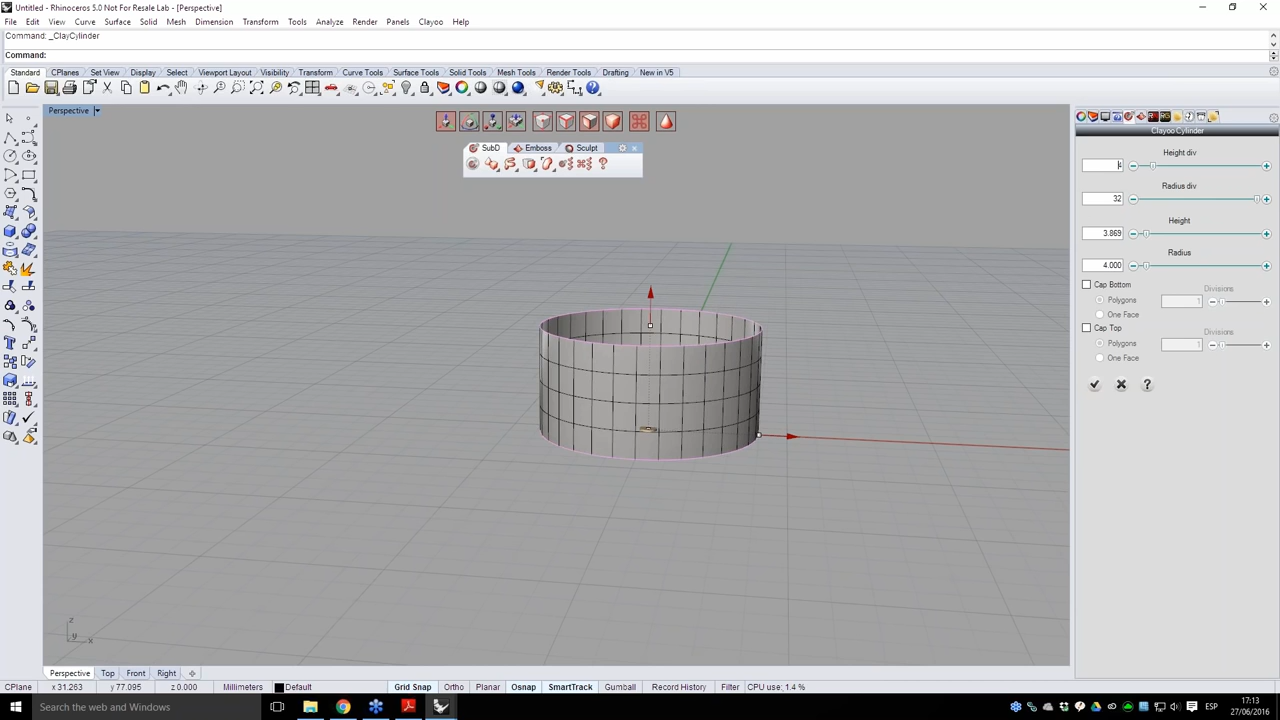 Untitled - Rhinoceros 5.0 Not For Resale Lab - [Perspective]
File Edit View Curve Surface Solid Mesh Dimension Transform Tools Analyze Render Panels Clayoo Help
Command: _ClayCylinder
Command:
Standard CPlanes Set View Display Select Viewport Layout Visibility Transform Curve Tools Surface Tools Solid Tools Mesh Tools Render Tools Drafting New in V5
Perspective
SubD Emboss Sculpt
Clayoo Cylinder
Height div
4
Radius div
32
Height
3.869
Radius
4.000
Cap Bottom
Divisions
Polygons 1
One Face
Cap Top
Divisions
Polygons 1
One Face
z
y x
Perspective Top Front Right
CPlane x 31.263 y 77.095 z 0.000 Millimeters Default Grid Snap Ortho Planar Osnap SmartTrack Gumball Record History Filter CPU use: 1.4 %
Search the web and Windows
ESP
17:13
27/06/2016